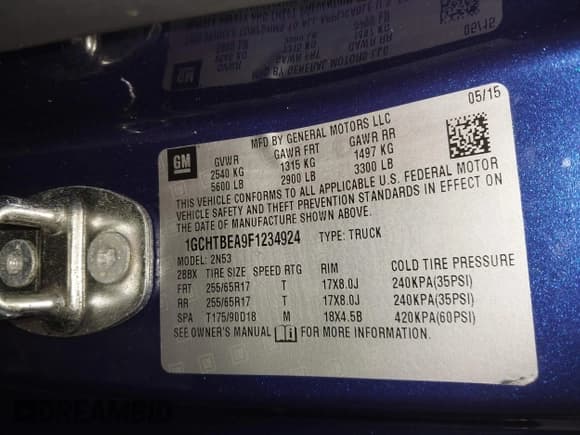 05/15
MFD BY GENERAL MOTORS LLC
GM GVWR GAWR FRT GAWR RR
2540 KG 1315 KG 1497 KG
5600 LB 2900 LB 3300 LB
THIS VEHICLE CONFORMS TO ALL APPLICABLE U.S. FEDERAL MOTOR
VEHICLE SAFETY AND THEFT PREVENTION STANDARDS IN EFFECT ON
THE DATE OF MANUFACTURE SHOWN ABOVE.
1GCHTBEA9F1234924 TYPE: TRUCK
MODEL: 2N53
2BBX TIRE SIZE SPEED RTG RIM COLD TIRE PRESSURE
FRT 255/65R17 T 17X8.0J 240KPA(35PSI)
RR 255/65R17 T 17X8.0J 240KPA(35PSI)
SPA T175/90D18 M 18X4.5B 420KPA(60PSI)
SEE OWNER'S MANUAL FOR MORE INFORMATION.
DREAMBID